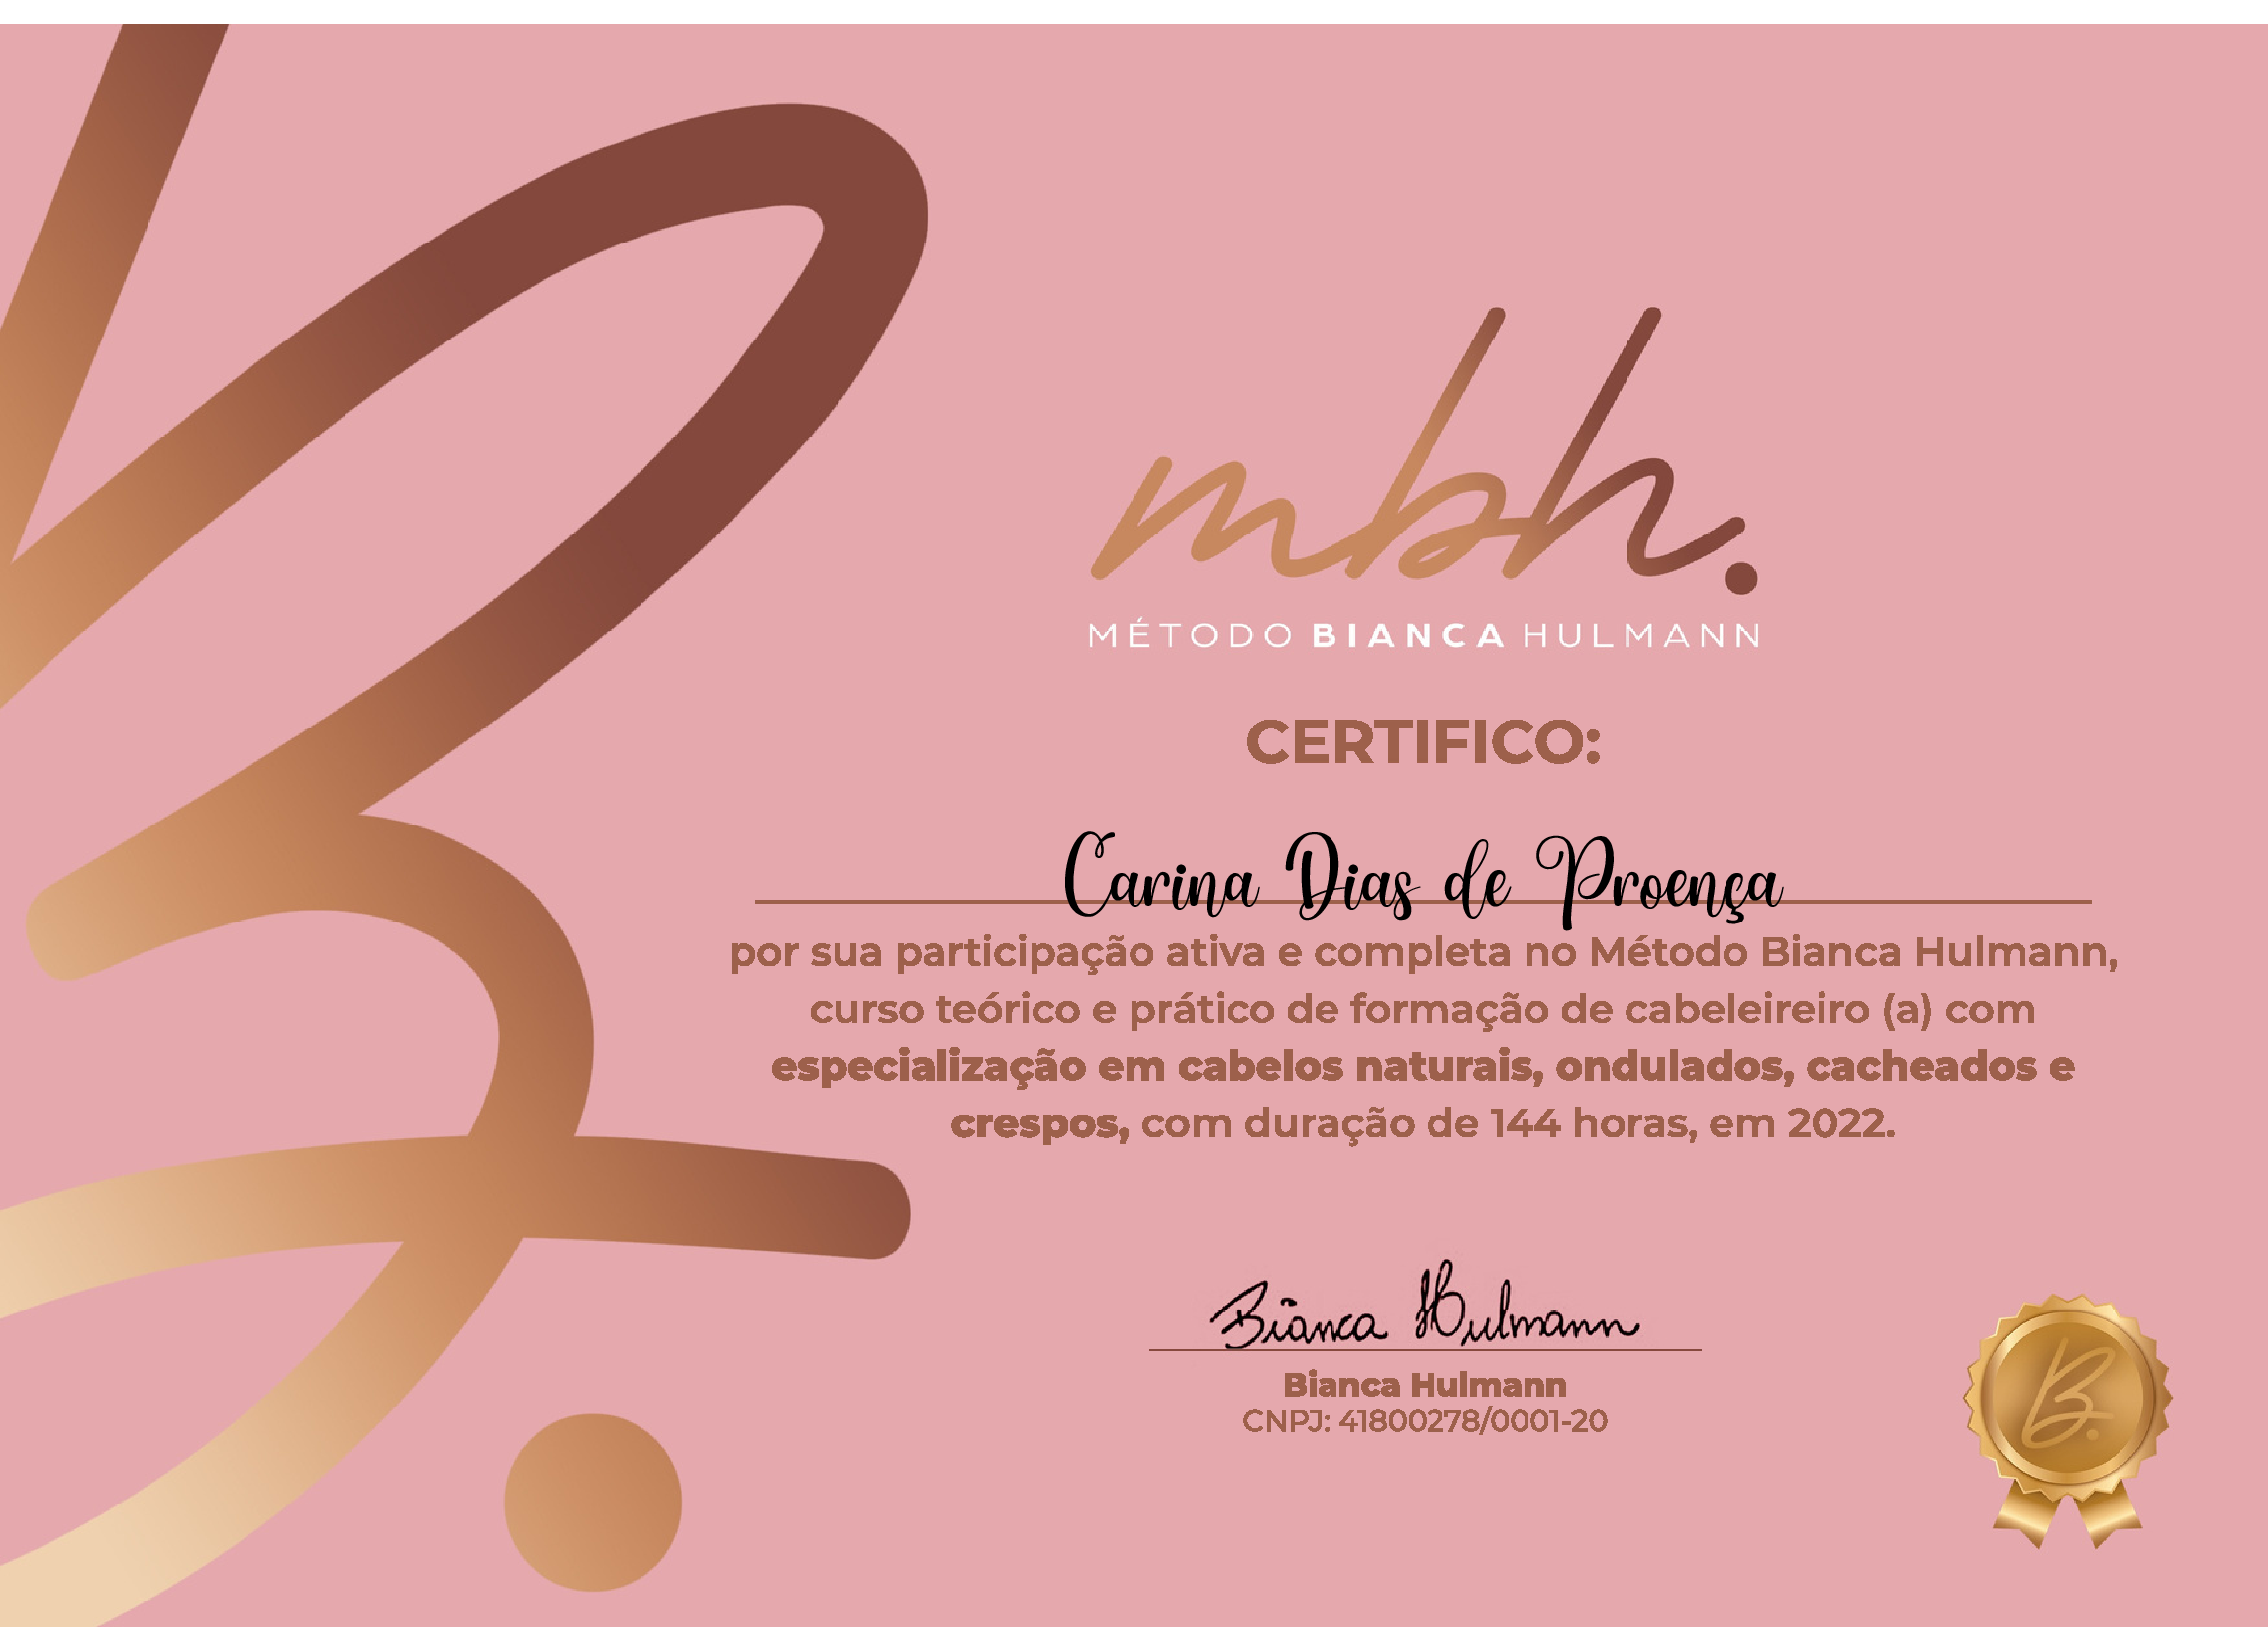 mbh.
MÉTODO BIANCA HULMANN
CERTIFICO:
Carina Dias de Proença
por sua participação ativa e completa no Método Bianca Hulmann,
curso teórico e prático de formação de cabeleireiro (a) com
especialização em cabelos naturais, ondulados, cacheados e
crespos, com duração de 144 horas, em 2022.
Bianca Hulmann
Bianca Hulmann
CNPJ: 41800278/0001-20
B.